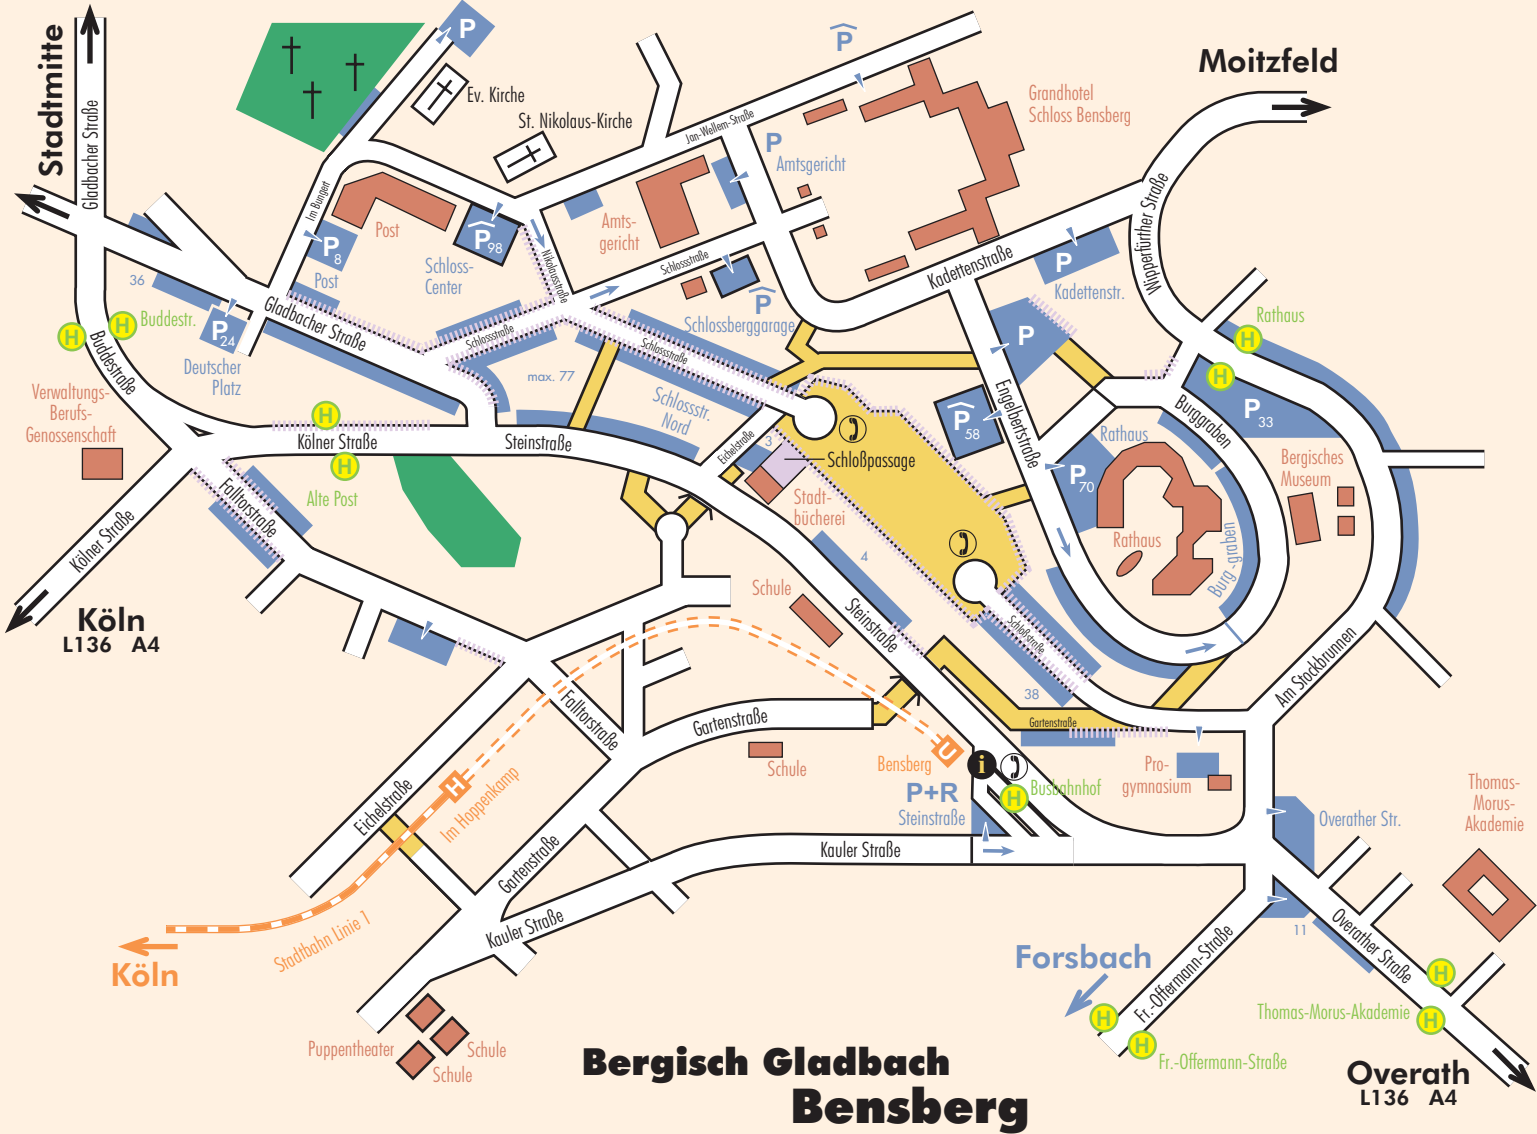 Stadtmitte
Gladbacher Straße
P
Ev. Kirche
St. Nikolaus-Kirche
Jan-Wellem-Straße
P
Grandhotel
Schloss Bensberg
Moitzfeld
P
Amtsgericht
Im Bungert
Post
P98
Schloss-
Center
P8
Post
Amts-
gericht
Nikolausstraße
Schlossstraße
P
Schlossberggarage
Kadettenstraße
P
Kadettenstr.
Wipperfürther Straße
36
P24
Deutscher
Platz
Gladbacher Straße
Schlossstraße
Schlossstraße
max. 77
Schlossstr.
Nord
H
H
Buddestr.
Buddestraße
Verwaltungs-
Berufs-
Genossenschaft
P
Engelbertstraße
P58
Rathaus
P70
Rathaus
Burggraben
P33
H
H
Rathaus
Bergisches
Museum
Burg-graben
H
Kölner Straße
H
Alte Post
Steinstraße
Eichelstraße
3
Schloßpassage
Stadt-
bücherei
Falltorstraße
Kölner Straße
Köln
L136 A4
4
Schule
Steinstraße
Schloßstraße
38
Gartenstraße
Am Stockbrunnen
Falltorstraße
Gartenstraße
Schule
Bensberg
U
i
H
Busbahnhof
P+R
Steinstraße
Pro-
gymnasium
Overather Str.
Thomas-
Morus-
Akademie
Eichelstraße
H
Im Hoppenkamp
Gartenstraße
Kauler Straße
Kauler Straße
Stadtbahn Linie 1
Köln
11
Overather Straße
Forsbach
Fr.-Offermann-Straße
H
H
Fr.-Offermann-Straße
H
H
Thomas-Morus-Akademie
Puppentheater
Schule
Schule
Overath
L136 A4
Bergisch Gladbach
Bensberg